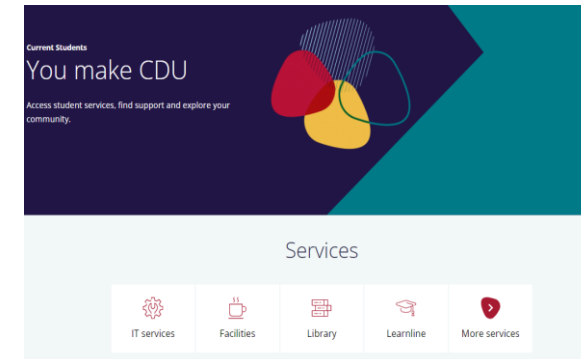 Current Students
You make CDU
Access student services, find support and explore your
community.
Services
IT services
Facilities
Library
Learnline
More services